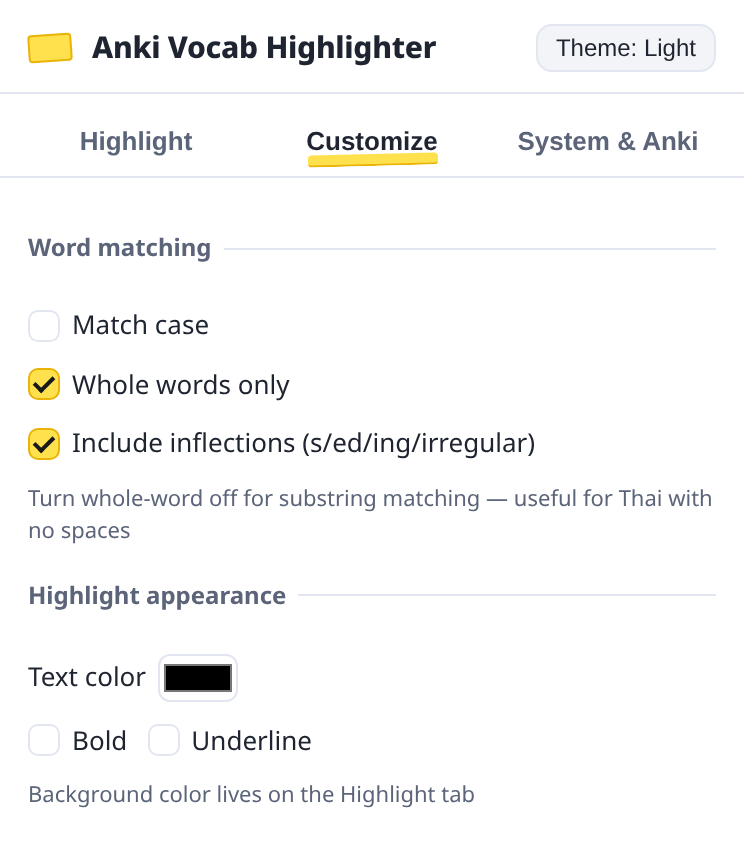 Anki Vocab Highlighter
Theme: Light
Highlight
Customize
System & Anki
Word matching
Match case
Whole words only
Include inflections (s/ed/ing/irregular)
Turn whole-word off for substring matching — useful for Thai with
no spaces
Highlight appearance
Text color
Bold
Underline
Background color lives on the Highlight tab